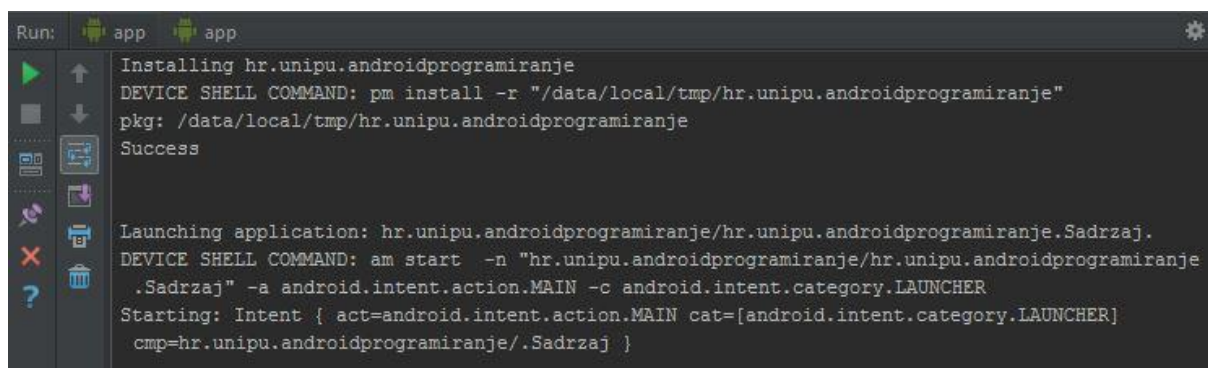 Run: app app
Installing hr.unipu.androidprogramiranje
DEVICE SHELL COMMAND: pm install -r "/data/local/tmp/hr.unipu.androidprogramiranje"
pkg: /data/local/tmp/hr.unipu.androidprogramiranje
Success
Launching application: hr.unipu.androidprogramiranje/hr.unipu.androidprogramiranje.Sadrzaj.
DEVICE SHELL COMMAND: am start  -n "hr.unipu.androidprogramiranje/hr.unipu.androidprogramiranje
.Sadrzaj" -a android.intent.action.MAIN -c android.intent.category.LAUNCHER
Starting: Intent { act=android.intent.action.MAIN cat=[android.intent.category.LAUNCHER]
cmp=hr.unipu.androidprogramiranje/.Sadrzaj }